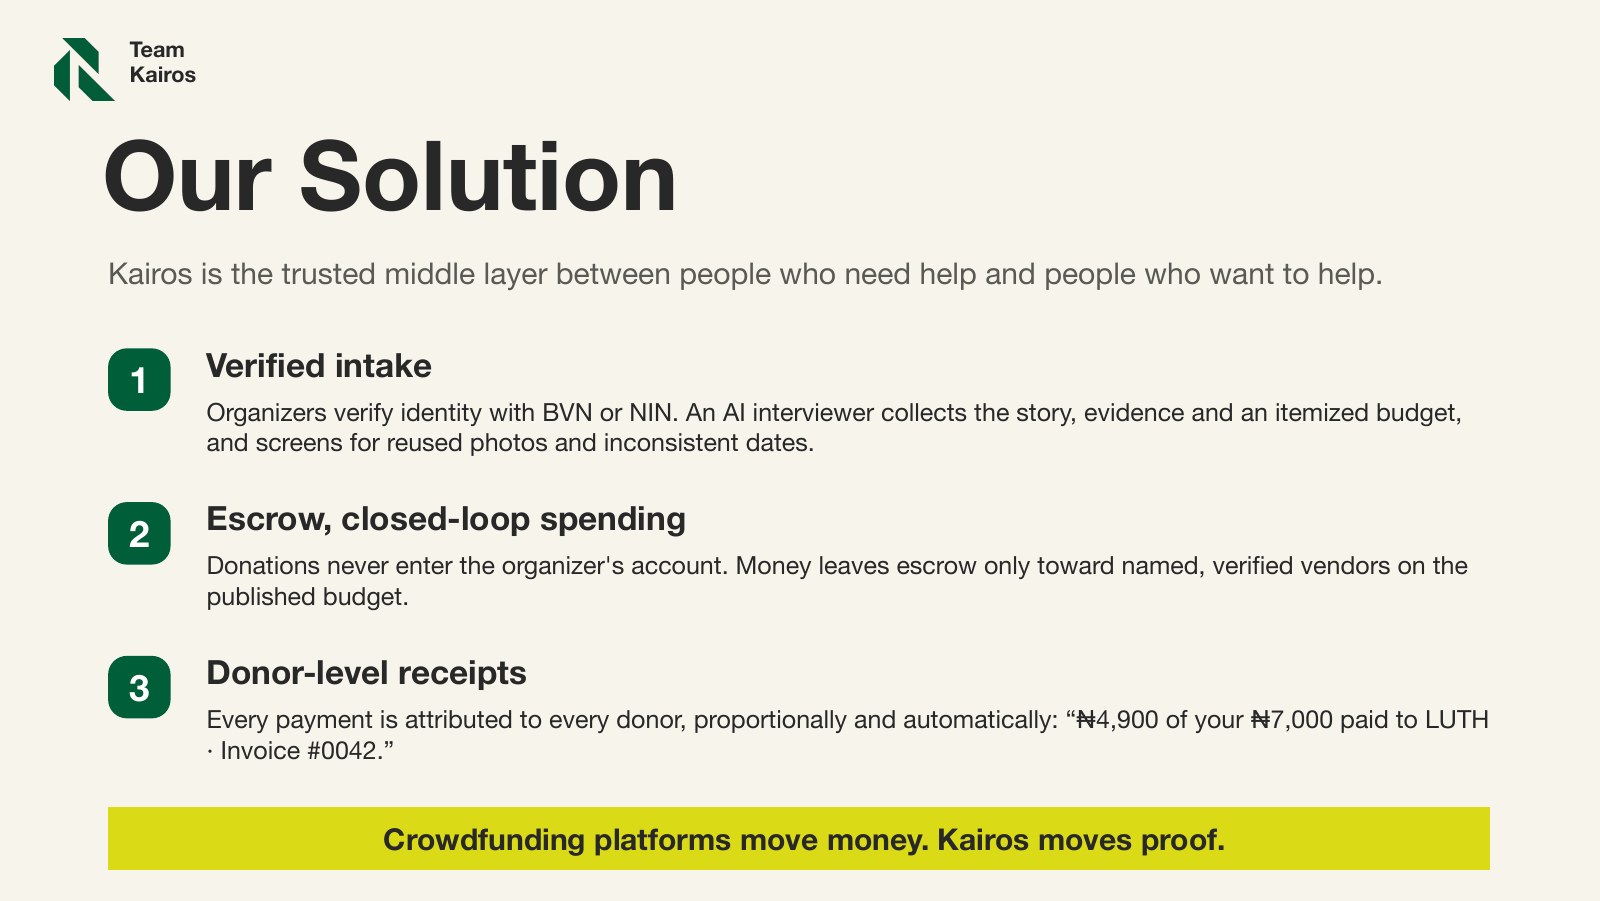 Team
Kairos
Our Solution
Kairos is the trusted middle layer between people who need help and people who want to help.
1
Verified intake
Organizers verify identity with BVN or NIN. An AI interviewer collects the story, evidence and an itemized budget,
and screens for reused photos and inconsistent dates.
2
Escrow, closed-loop spending
Donations never enter the organizer's account. Money leaves escrow only toward named, verified vendors on the
published budget.
3
Donor-level receipts
Every payment is attributed to every donor, proportionally and automatically: “₦4,900 of your ₦7,000 paid to LUTH
· Invoice #0042.”
Crowdfunding platforms move money. Kairos moves proof.